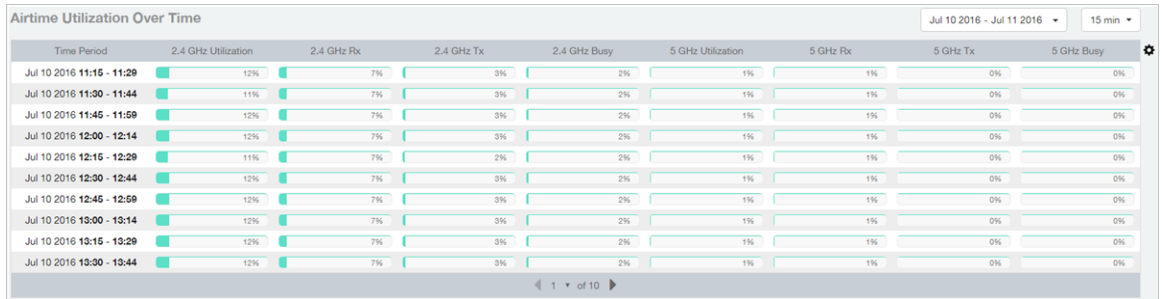 Airtime Utilization Over Time
Jul 10 2016 - Jul 11 2016 15 min
Time Period 2.4 GHz Utilization 2.4 GHz Rx 2.4 GHz Tx 2.4 GHz Busy 5 GHz Utilization 5 GHz Rx 5 GHz Tx 5 GHz Busy
Jul 10 2016 11:15 - 11:29 12% 7% 3% 2% 1% 1% 0% 0%
Jul 10 2016 11:30 - 11:44 11% 7% 3% 2% 1% 1% 0% 0%
Jul 10 2016 11:45 - 11:59 12% 7% 3% 2% 1% 1% 0% 0%
Jul 10 2016 12:00 - 12:14 12% 7% 3% 2% 1% 1% 0% 0%
Jul 10 2016 12:15 - 12:29 11% 7% 2% 2% 1% 1% 0% 0%
Jul 10 2016 12:30 - 12:44 12% 7% 3% 2% 1% 1% 0% 0%
Jul 10 2016 12:45 - 12:59 12% 7% 3% 2% 1% 1% 0% 0%
Jul 10 2016 13:00 - 13:14 12% 7% 3% 2% 1% 1% 0% 0%
Jul 10 2016 13:15 - 13:29 12% 7% 3% 2% 1% 1% 0% 0%
Jul 10 2016 13:30 - 13:44 12% 7% 3% 2% 1% 1% 0% 0%
1 of 10